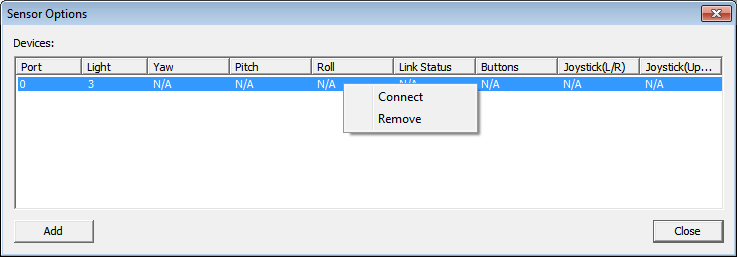 Sensor Options
Devices:
Port Light Yaw Pitch Roll Link Status Buttons Joystick(L/R) Joystick(Up...
0 3 N/A N/A N/A N/A N/A N/A N/A
Connect
Remove
Add Close